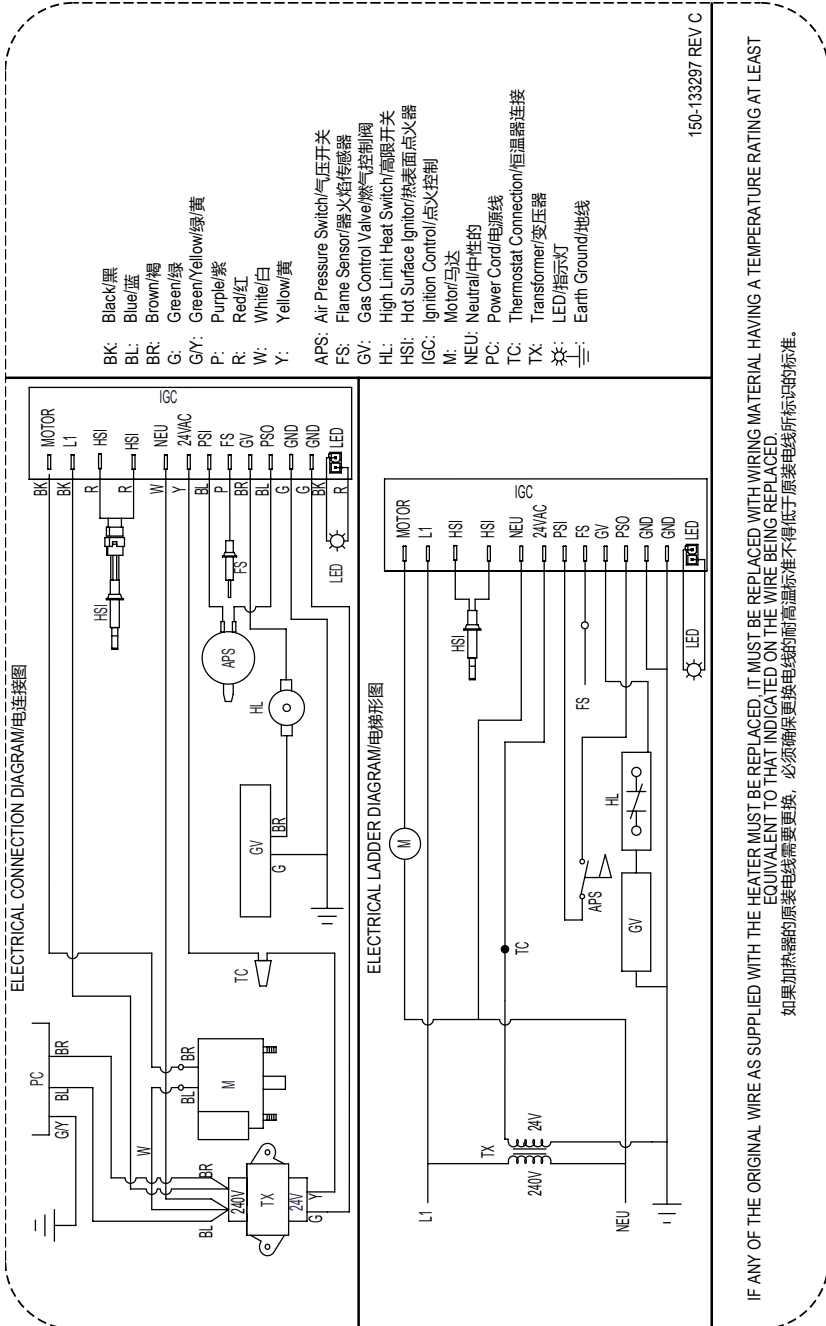 ELECTRICAL CONNECTION DIAGRAM/电连接图
PC
G/Y
BL
BR
W
BL
BR
240V
TX
24V
G
Y
BL
BR
M
TC
GV
G
BR
HL
APS
FS
HSI
LED
BK
BK
R
R
W
Y
BL
P
BR
BL
G
G
BK
R
MOTOR
L1
HSI
HSI
NEU
24VAC
PSI
FS
GV
PSO
GND
GND
LED
IGC
ELECTRICAL LADDER DIAGRAM/电梯形图
L1
NEU
TX
240V
24V
M
TC
APS
GV
HL
FS
HSI
LED
MOTOR
L1
HSI
HSI
NEU
24VAC
PSI
FS
GV
PSO
GND
GND
LED
IGC
BK: Black/黑
BL: Blue/蓝
BR: Brown/褐
G: Green/绿
G/Y: Green/Yellow/绿/黄
P: Purple/紫
R: Red/红
W: White/白
Y: Yellow/黄
APS: Air Pressure Switch/气压开关
FS: Flame Sensor/器火焰传感器
GV: Gas Control Valve/燃气控制阀
HL: High Limit Heat Switch/高限开关
HSI: Hot Surface Ignitor/热表面点火器
IGC: Ignition Control/点火控制
M: Motor/马达
NEU: Neutral/中性的
PC: Power Cord/电源线
TC: Thermostat Connection/恒温器连接
TX: Transformer/变压器
: LED/指示灯
: Earth Ground/地线
150-133297 REV C
IF ANY OF THE ORIGINAL WIRE AS SUPPLIED WITH THE HEATER MUST BE REPLACED, IT MUST BE REPLACED WITH WIRING MATERIAL HAVING A TEMPERATURE RATING AT LEAST
EQUIVALENT TO THAT INDICATED ON THE WIRE BEING REPLACED.
如果加热器的原装电线需要更换，必须确保更换电线的耐高温标准不得低于原装电线所标识的标准。